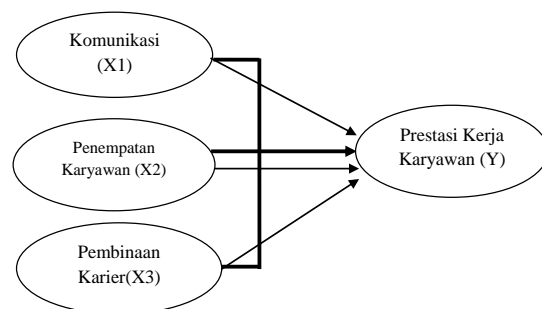 Komunikasi
(X1)
Penempatan
Karyawan (X2)
Pembinaan
Karier(X3)
Prestasi Kerja
Karyawan (Y)